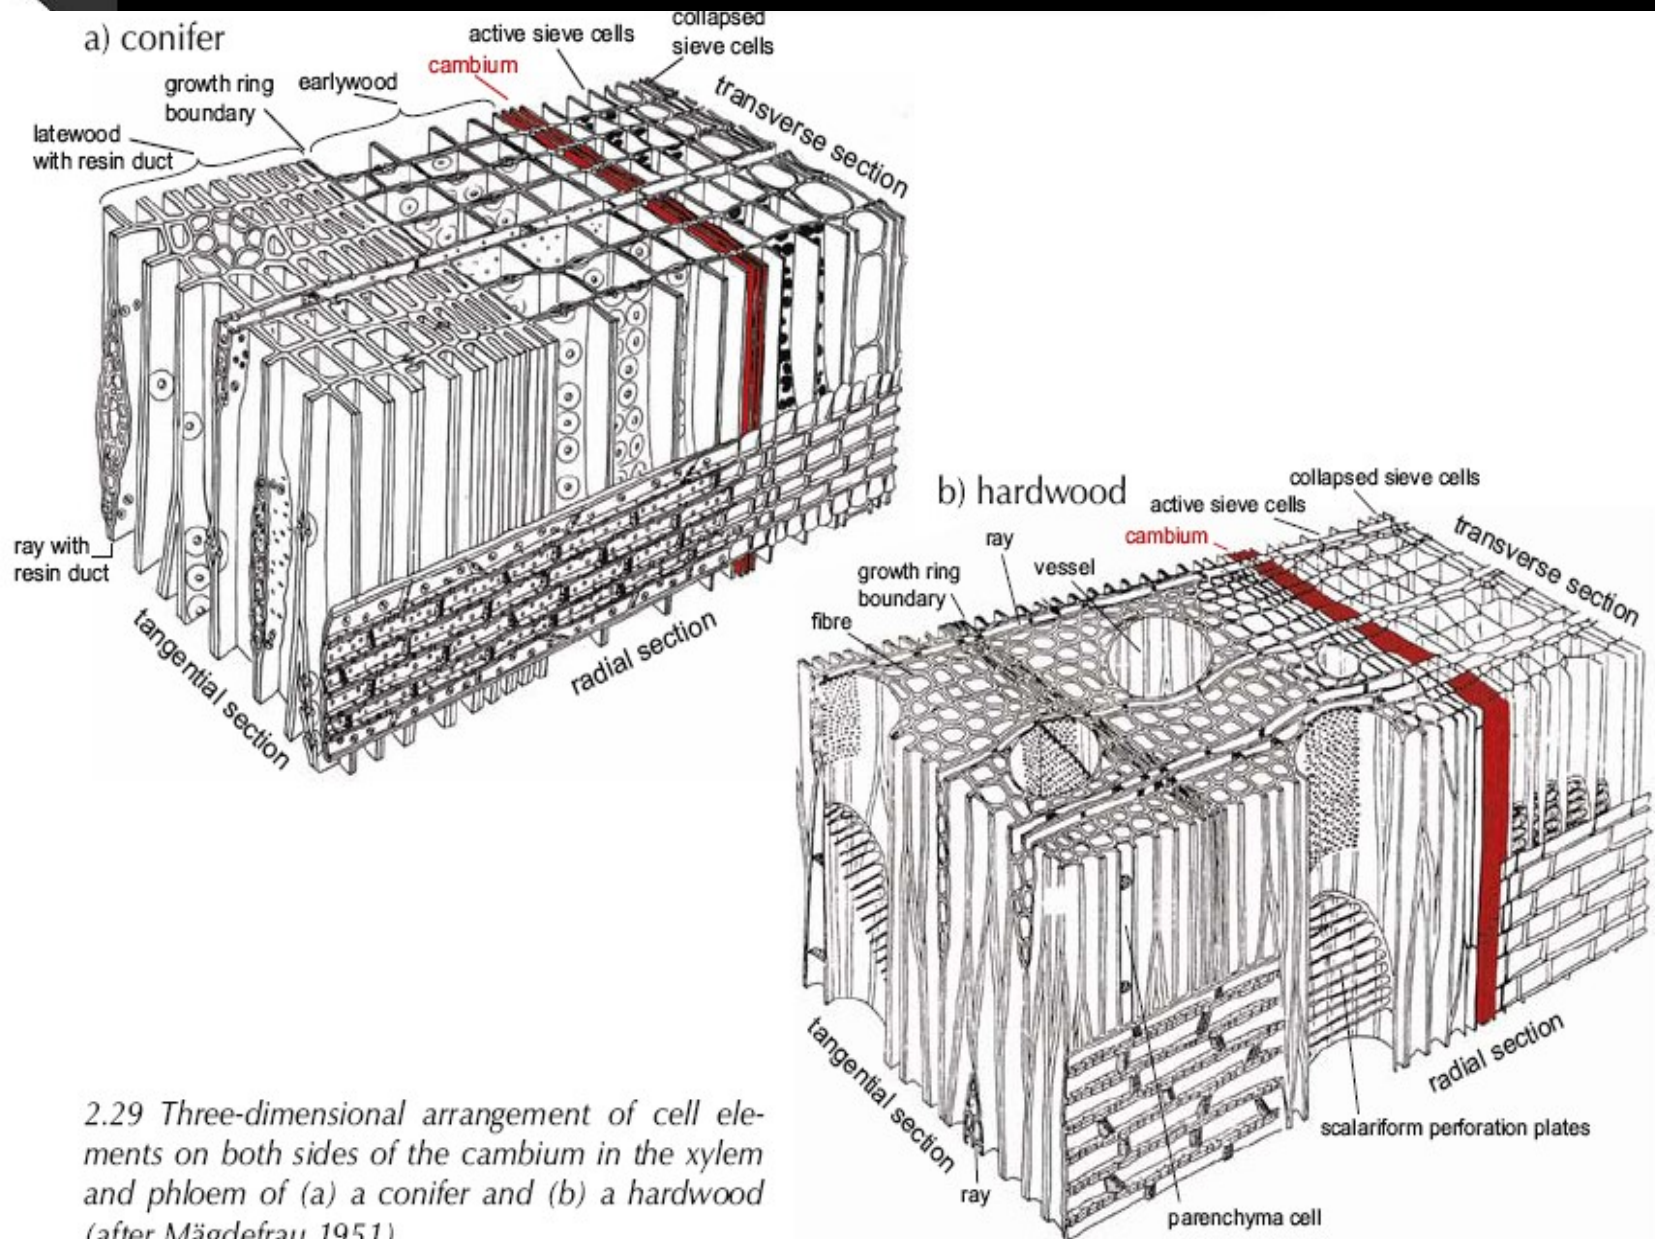 a) conifer
collapsed
sieve cells
active sieve cells
cambium
earlywood
growth ring
boundary
latewood
with resin duct
transverse section
ray with
resin duct
tangential section
radial section
b) hardwood
collapsed sieve cells
active sieve cells
cambium
ray
vessel
growth ring
boundary
fibre
transverse section
tangential section
radial section
scalariform perforation plates
ray
parenchyma cell
2.29 Three-dimensional arrangement of cell ele-
ments on both sides of the cambium in the xylem
and phloem of (a) a conifer and (b) a hardwood
(after Mägdefrau 1951)